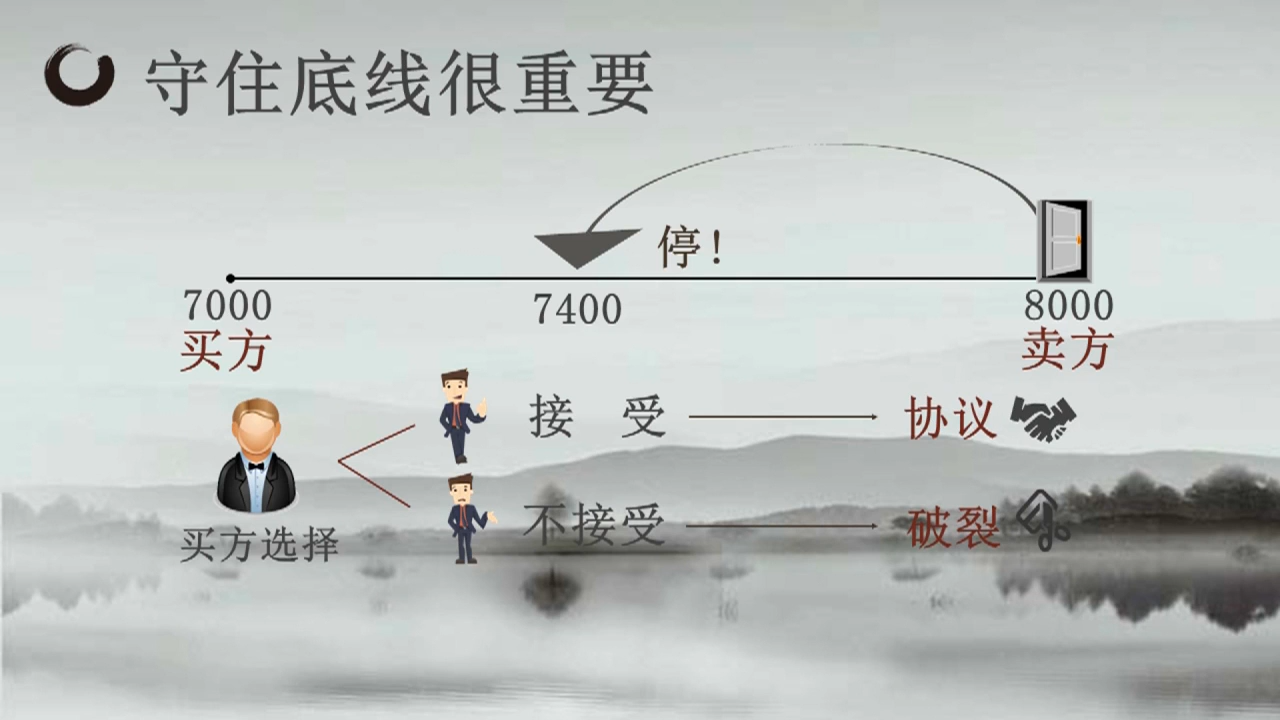 守住底线很重要
停！
7000 7400 8000
买方 卖方
接 受 协议
不接受 破裂
买方选择